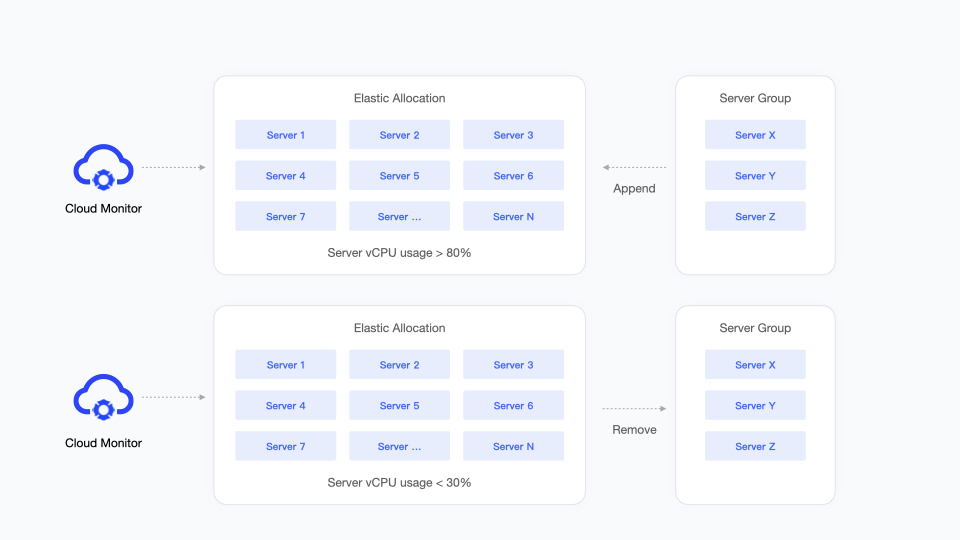 Elastic Allocation
Server Group
Server 1
Server 2
Server 3
Server X
Server 4
Server 5
Server 6
Server Y
Append
Cloud Monitor
Server 7
Server ...
Server N
Server Z
Server vCPU usage > 80%
Elastic Allocation
Server Group
Server 1
Server 2
Server 3
Server X
Server 4
Server 5
Server 6
Server Y
Remove
Cloud Monitor
Server 7
Server ...
Server N
Server Z
Server vCPU usage < 30%